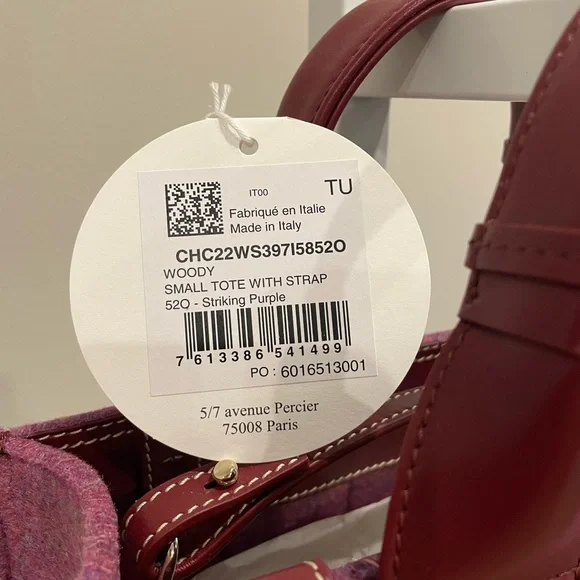 IT00
TU
Fabriqué en Italie
Made in Italy
CHC22WS397I5852O
WOODY
SMALL TOTE WITH STRAP
52O - Striking Purple
7 613386 541499
PO : 6016513001
5/7 avenue Percier
75008 Paris